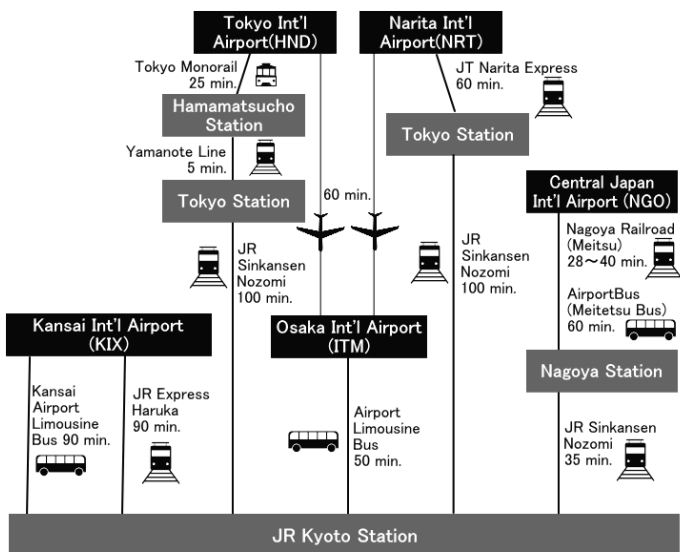 Tokyo Int'l
Airport(HND)
Narita Int'l
Airport(NRT)
Tokyo Monorail
25 min.
JT Narita Express
60 min.
Hamamatsucho
Station
Tokyo Station
Yamanote Line
5 min.
Tokyo Station
60 min.
Central Japan
Int'l Airport (NGO)
Nagoya Railroad
(Meitsu)
28～40 min.
JR
Sinkansen
Nozomi
100 min.
JR
Sinkansen
Nozomi
100 min.
AirportBus
(Meitetsu Bus)
60 min.
Kansai Int'l Airport
(KIX)
Osaka Int'l Airport
(ITM)
Nagoya Station
Kansai
Airport
Limousine
Bus 90 min.
JR Express
Haruka
90 min.
Airport
Limousine
Bus
50 min.
JR Sinkansen
Nozomi
35 min.
JR Kyoto Station